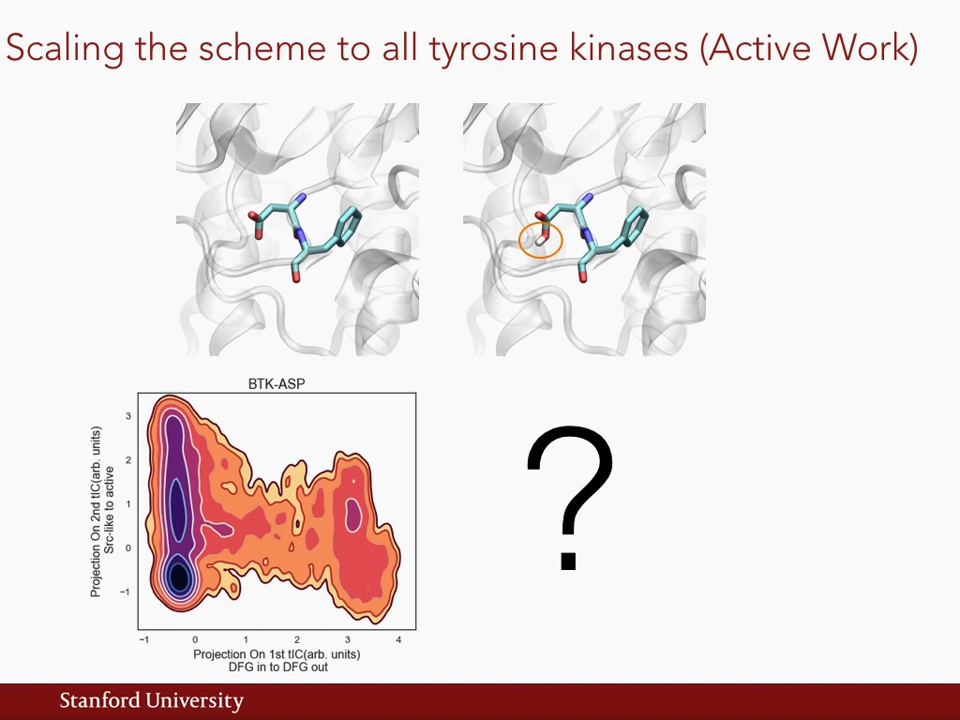 Scaling the scheme to all tyrosine kinases (Active Work)
BTK-ASP
Projection On 2nd tIC(arb. units)
Src-like to active
3
2
1
0
−1
−1 0 1 2 3 4
Projection On 1st tIC(arb. units)
DFG in to DFG out
?
Stanford University